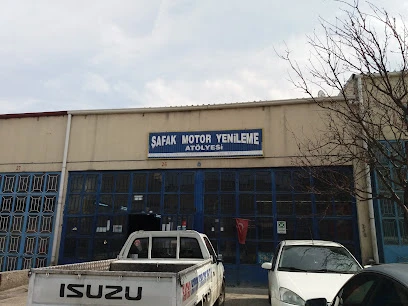 ŞAFAK MOTOR YENİLEME
ATÖLYESİ
ISUZU